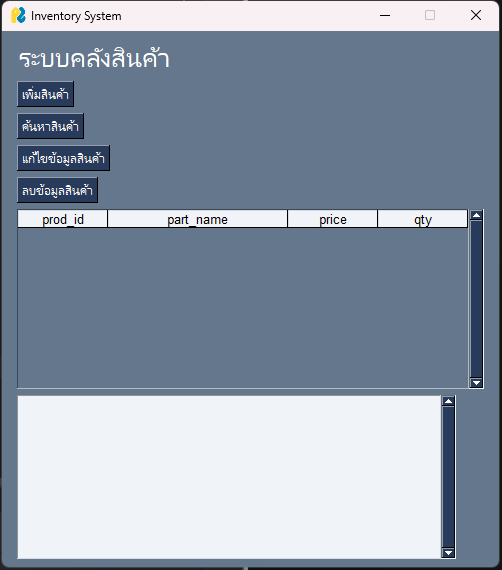 Inventory System
ระบบคลังสินค้า
เพิ่มสินค้า
ค้นหาสินค้า
แก้ไขข้อมูลสินค้า
ลบข้อมูลสินค้า
prod_id part_name price qty